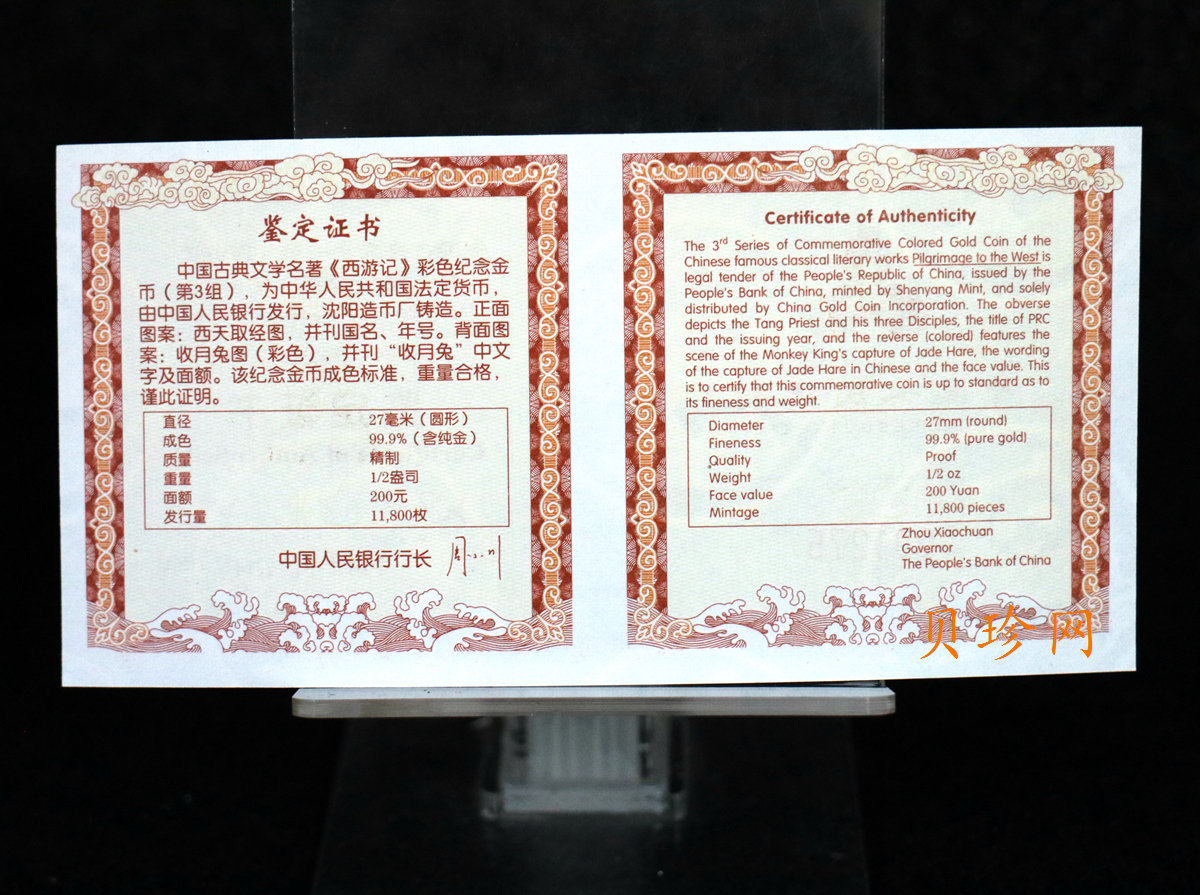 鉴定证书
中国古典文学名著《西游记》彩色纪念金
币（第3组），为中华人民共和国法定货币，
由中国人民银行发行，沈阳造币厂铸造。正面
图案：西天取经图，并刊国名、年号。背面图
案：收月兔图（彩色），并刊“收月兔”中文
字及面额。该纪念金币成色标准，重量合格，
谨此证明。
直径 27毫米（圆形）
成色 99.9%（含纯金）
质量 精制
重量 1/2盎司
面额 200元
发行量 11,800枚
中国人民银行行长
Certificate of Authenticity
The 3rd Series of Commemorative Colored Gold Coin of the
Chinese famous classical literary works Pilgrimage to the West is
legal tender of the People's Republic of China, issued by the
People's Bank of China, minted by Shenyang Mint, and solely
distributed by China Gold Coin Incorporation. The obverse
depicts the Tang Priest and his three Disciples, the title of PRC
and the issuing year, and the reverse (colored) features the
scene of the Monkey King's capture of Jade Hare, the wording
of the capture of Jade Hare in Chinese and the face value. This
is to certify that this commemorative coin is up to standard as to
its fineness and weight.
Diameter 27mm (round)
Fineness 99.9% (pure gold)
Quality Proof
Weight 1/2 oz
Face value 200 Yuan
Mintage 11,800 pieces
Zhou Xiaochuan
Governor
The People's Bank of China
贝珍网